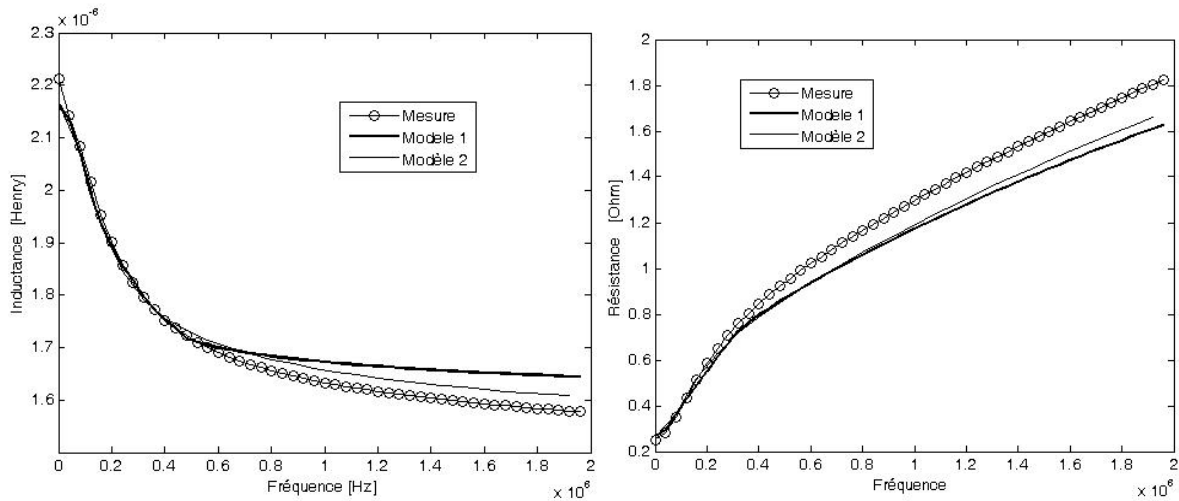 x 10⁻⁶
2.3
2.2
2.1
2
1.9
1.8
1.7
1.6
Inductance [Henry]
Mesure
Modele 1
Modèle 2
0 0.2 0.4 0.6 0.8 1 1.2 1.4 1.6 1.8 2
Fréquence [Hz]
x 10⁶
2
1.8
1.6
1.4
1.2
1
0.8
0.6
0.4
0.2
Résistance [Ohm]
Mesure
Modele 1
Modèle 2
0 0.2 0.4 0.6 0.8 1 1.2 1.4 1.6 1.8 2
Fréquence
x 10⁶